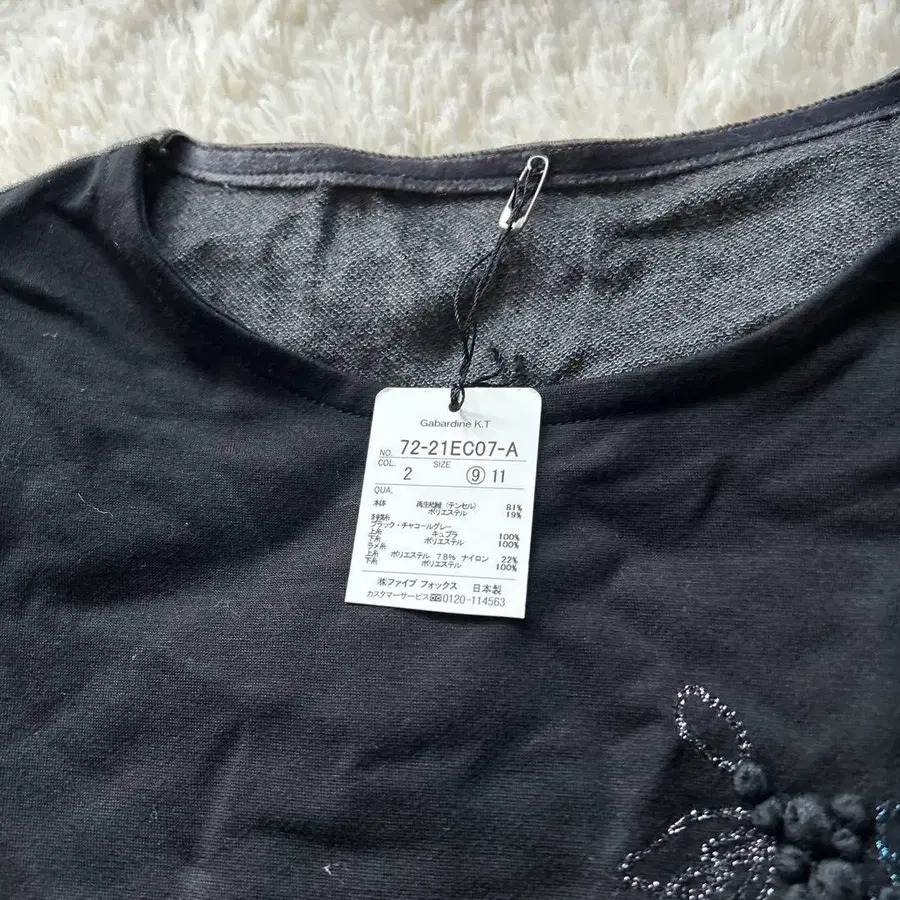 Gabardine K.T
NO. 72-21EC07-A
COL. SIZE
2 ⑨ 11
QUA.
本体 再生繊維(テンセル) 81%
ポリエステル 19%
刺繍糸
ブラック・チャコールグレー
上糸 キュプラ 100%
下糸 ポリエステル 100%
ラメ糸
上糸 ポリエステル 78% ナイロン 22%
下糸 ポリエステル 100%
㈱ファイブ フォックス 日本製
カスタマーサービス 0120-114563